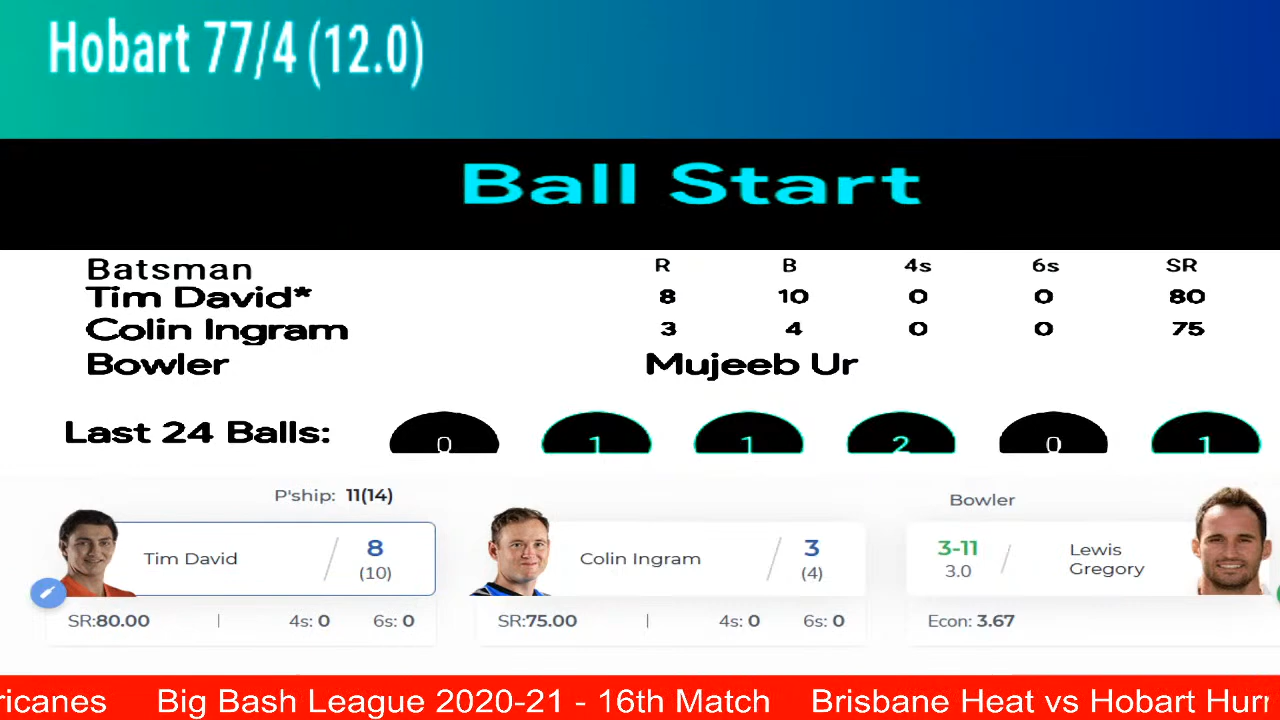 Hobart 77/4 (12.0)
Ball Start
Batsman R B 4s 6s SR
Tim David* 8 10 0 0 80
Colin Ingram 3 4 0 0 75
Bowler Mujeeb Ur
Last 24 Balls: 0 1 1 2 0 1
P'ship: 11(14)
Bowler
Tim David 8 (10)
Colin Ingram 3 (4)
3-11 3.0 Lewis Gregory
SR:80.00 | 4s: 0 6s: 0
SR:75.00 | 4s: 0 6s: 0
Econ: 3.67
ricanes Big Bash League 2020-21 - 16th Match Brisbane Heat vs Hobart Hurr